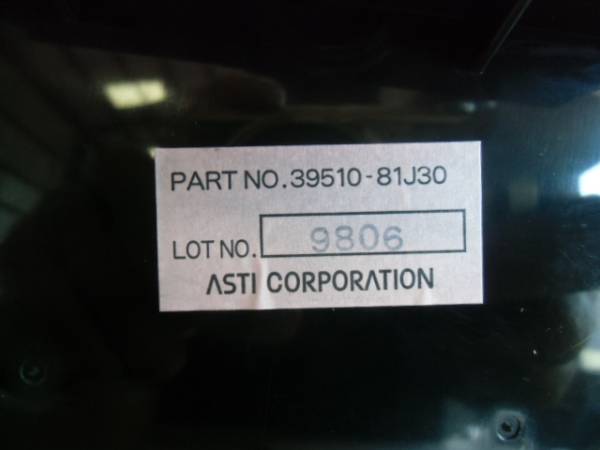 PART NO.39510-81J30
LOT NO. 9806
ASTI CORPORATION